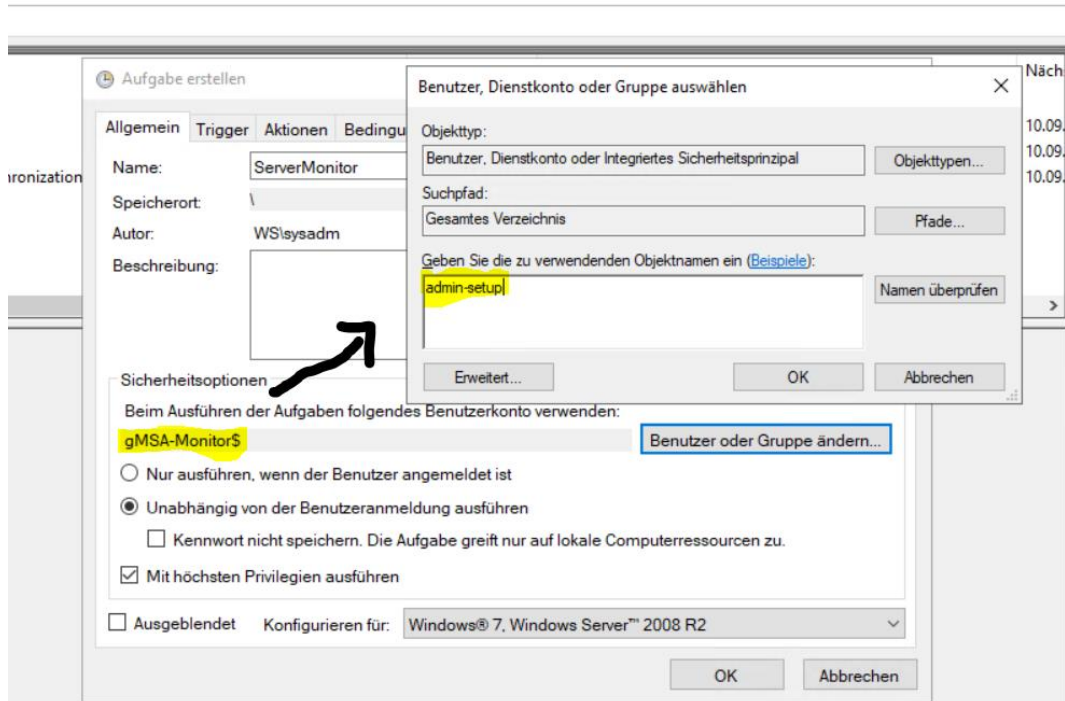 Aufgabe erstellen
Allgemein Trigger Aktionen Bedingu
Name: ServerMonitor
Speicherort: \
Autor: WS\sysadm
Beschreibung:
Sicherheitsoptionen
Beim Ausführen der Aufgaben folgendes Benutzerkonto verwenden:
gMSA-Monitor$ Benutzer oder Gruppe ändern...
Nur ausführen, wenn der Benutzer angemeldet ist
Unabhängig von der Benutzeranmeldung ausführen
Kennwort nicht speichern. Die Aufgabe greift nur auf lokale Computerressourcen zu.
Mit höchsten Privilegien ausführen
Ausgeblendet Konfigurieren für: Windows® 7, Windows Server™ 2008 R2
OK Abbrechen
Benutzer, Dienstkonto oder Gruppe auswählen
Objekttyp:
Benutzer, Dienstkonto oder Integriertes Sicherheitsprinzipal Objekttypen...
Suchpfad:
Gesamtes Verzeichnis Pfade...
Geben Sie die zu verwendenden Objektnamen ein (Beispiele):
admin-setup Namen überprüfen
Erweitert... OK Abbrechen
hronization
Näch
10.09.
10.09.
10.09.